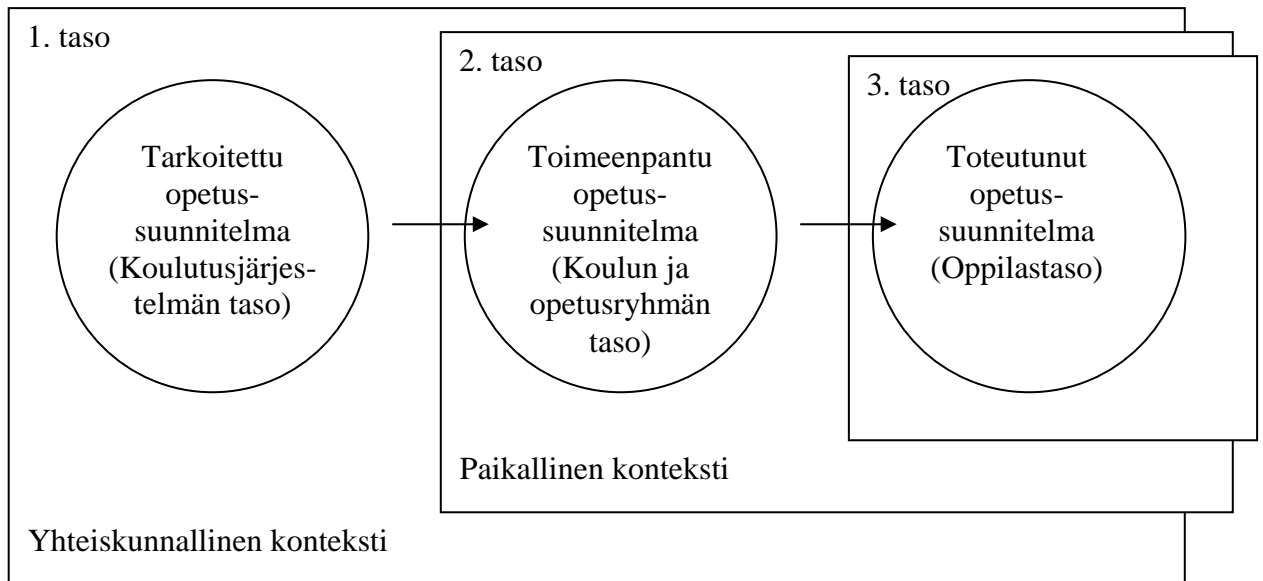 1. taso
Tarkoitettu
opetus-
suunnitelma
(Koulutusjärjes-
telmän taso)
Yhteiskunnallinen konteksti
2. taso
Toimeenpantu
opetus-
suunnitelma
(Koulun ja
opetusryhmän
taso)
Paikallinen konteksti
3. taso
Toteutunut
opetus-
suunnitelma
(Oppilastaso)